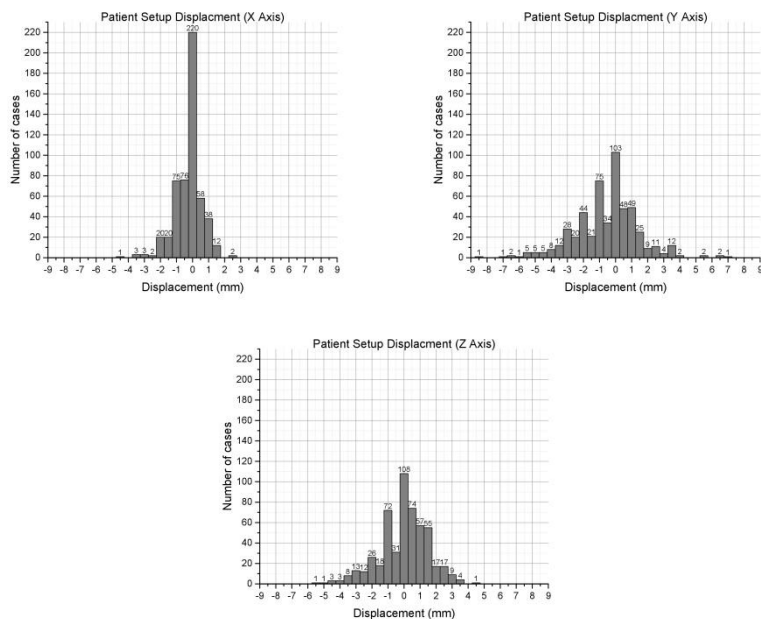 Patient Setup Displacment (X Axis)
Number of cases
220
200
180
160
140
120
100
80
60
40
20
0
1 3 3 2 20 20 75 76 220 58 38 12 2
-9 -8 -7 -6 -5 -4 -3 -2 -1 0 1 2 3 4 5 6 7 8 9
Displacement (mm)
Patient Setup Displacment (Y Axis)
Number of cases
220
200
180
160
140
120
100
80
60
40
20
0
1 1 2 1 5 5 5 8 12 28 20 44 21 75 34 103 48 49 25 9 11 4 12 2 2 2 1
-9 -8 -7 -6 -5 -4 -3 -2 -1 0 1 2 3 4 5 6 7 8 9
Displacement (mm)
Patient Setup Displacment (Z Axis)
Number of cases
220
200
180
160
140
120
100
80
60
40
20
0
1 1 3 3 8 13 12 26 18 72 31 108 74 57 55 17 17 9 4 1
-9 -8 -7 -6 -5 -4 -3 -2 -1 0 1 2 3 4 5 6 7 8 9
Displacement (mm)